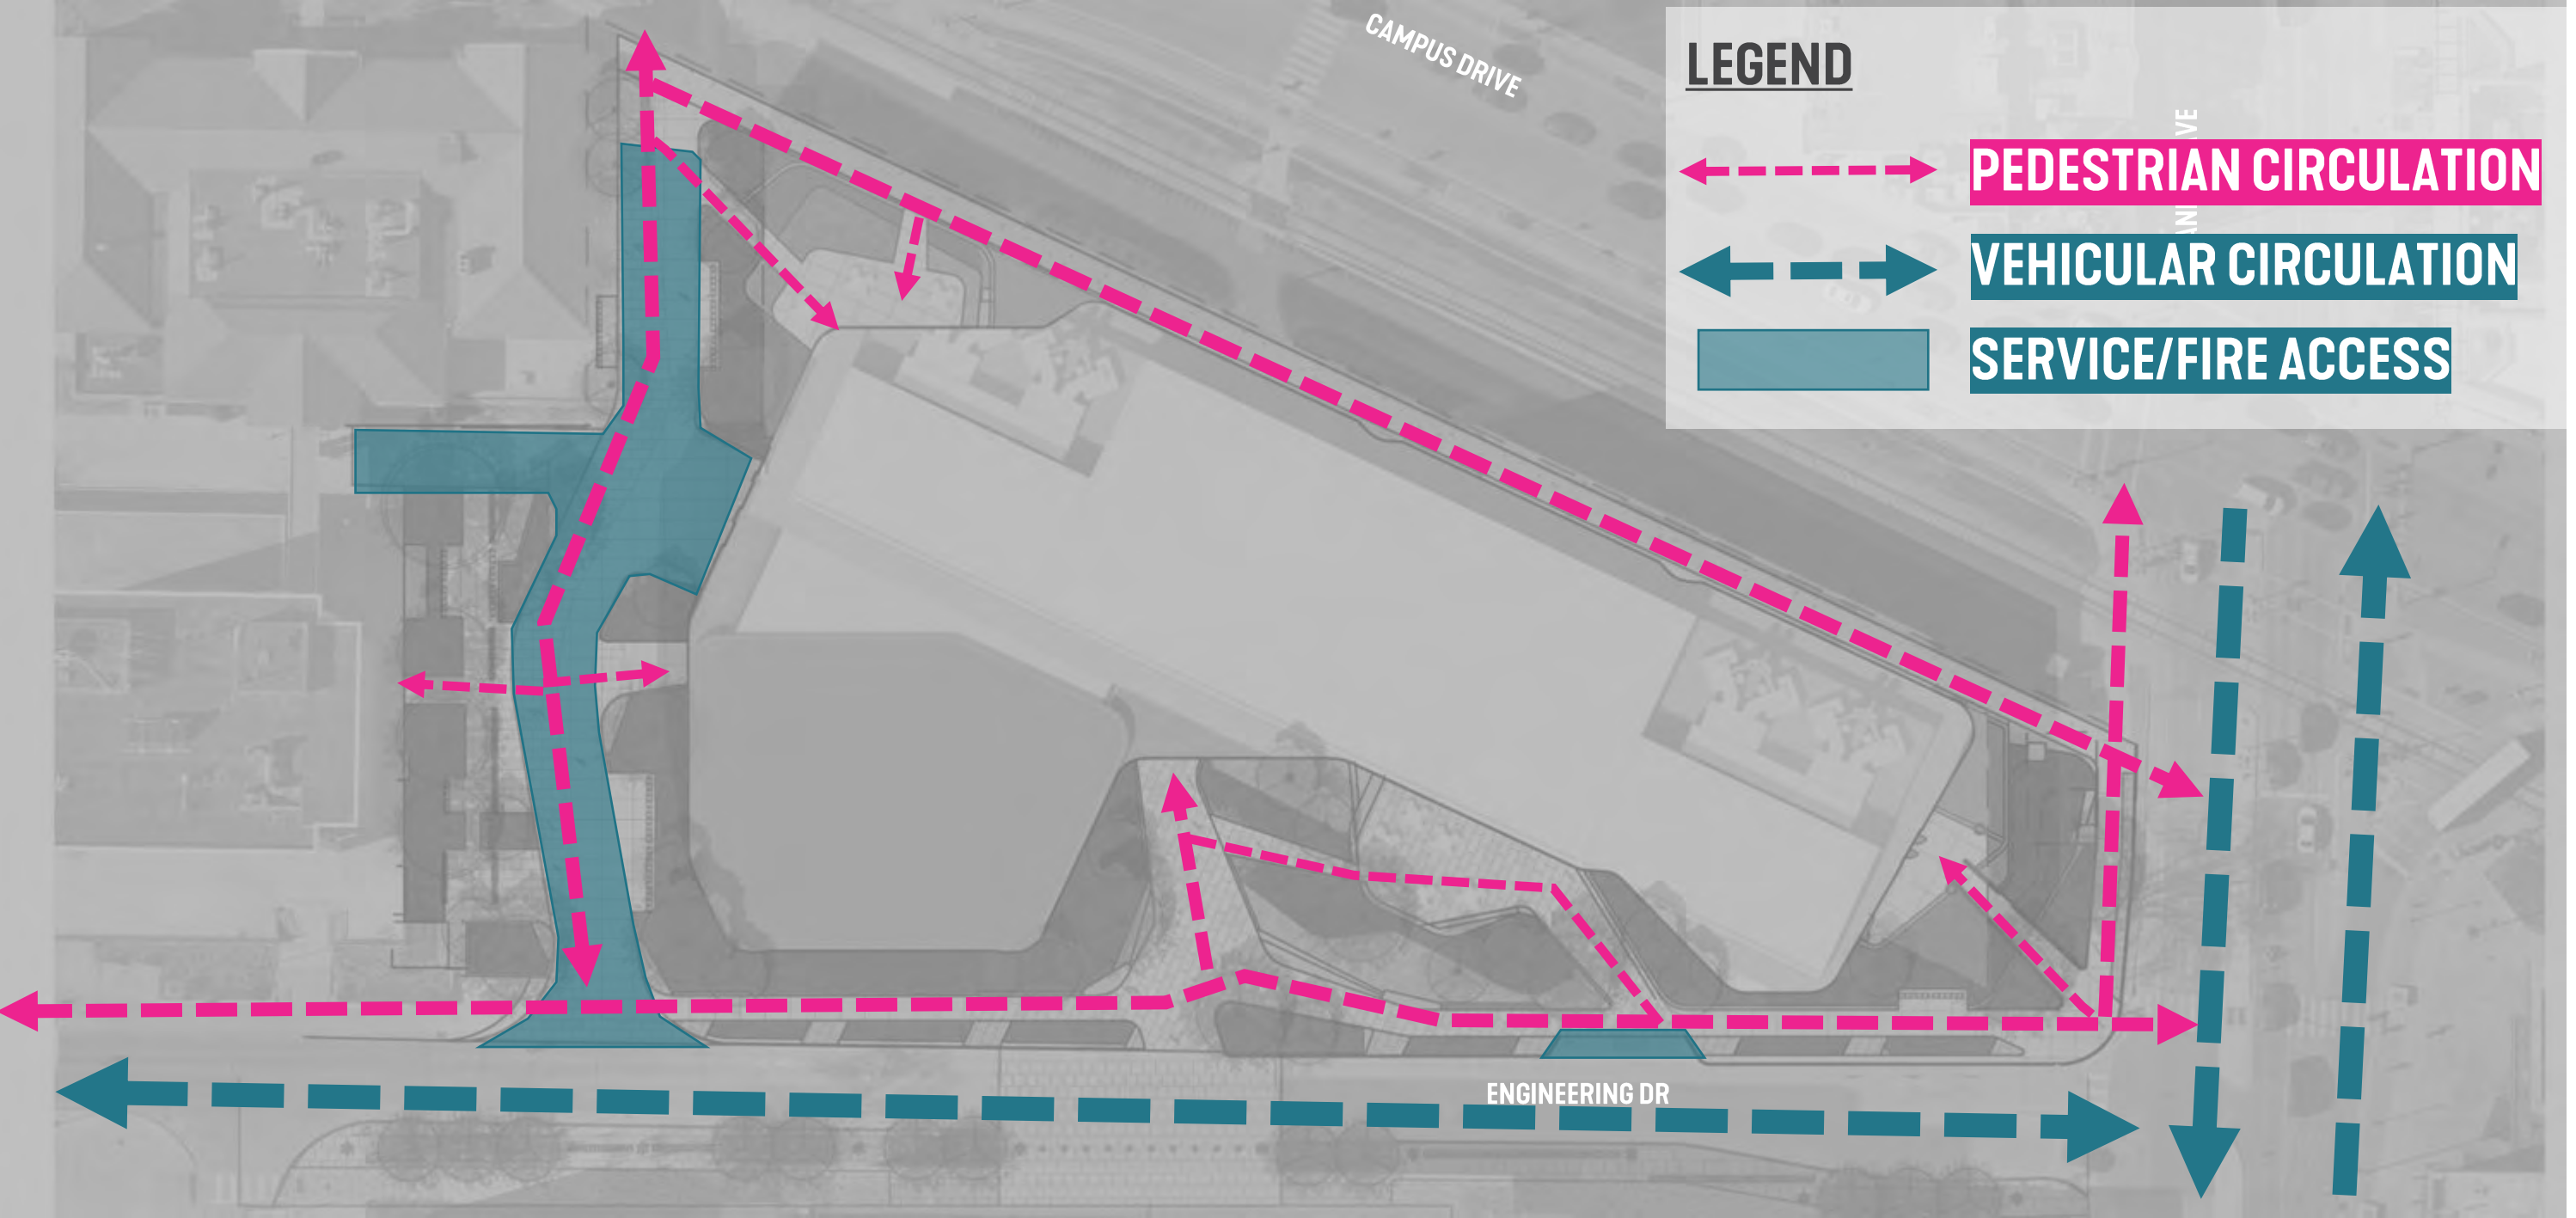 CAMPUS DRIVE
LEGEND
PEDESTRIAN CIRCULATION
VEHICULAR CIRCULATION
SERVICE/FIRE ACCESS
ENGINEERING DR